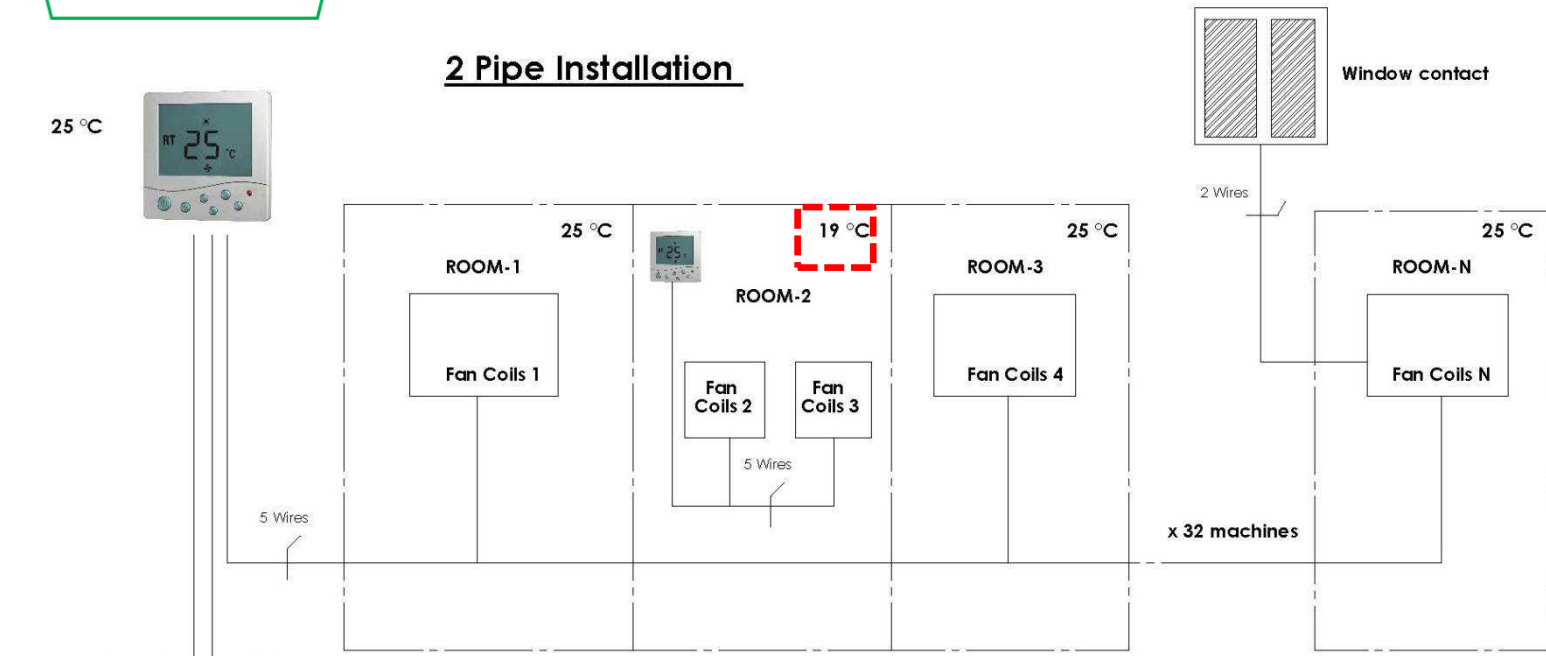 2 Pipe Installation
Window contact
25 °C
RT 25 °C
2 Wires
25 °C
19 °C
25 °C
25 °C
ROOM-1
25
ROOM-2
ROOM-3
ROOM-N
Fan Coils 1
Fan
Coils 2
Fan
Coils 3
Fan Coils 4
Fan Coils N
5 Wires
5 Wires
x 32 machines